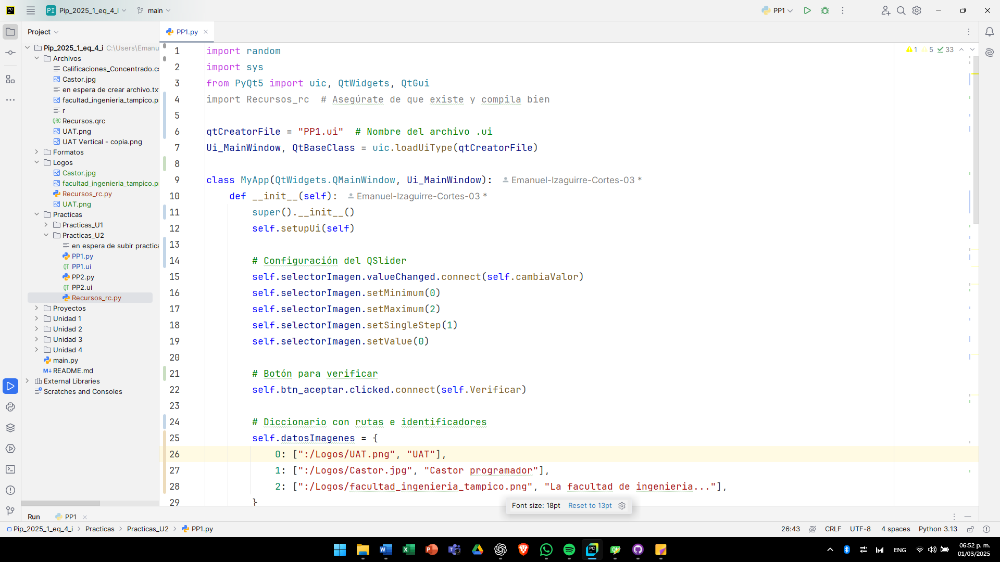 PC
PI Pip_2025_1_eq_4_i main PP1
Project
PP1.py
Pip_2025_1_eq_4_i C:\Users\Emanu
Archivos
Calificaciones_Concentrado.cs
Castor.jpg
en espera de crear archivo.tx
facultad_ingenieria_tampico.p
r
QRC Recursos.qrc
UAT.png
UAT Vertical - copia.png
Formatos
Logos
Castor.jpg
facultad_ingenieria_tampico.p
Recursos_rc.py
UAT.png
Practicas
Practicas_U1
Practicas_U2
en espera de subir practica
PP1.py
QT PP1.ui
PP2.py
QT PP2.ui
Recursos_rc.py
Proyectos
Unidad 1
Unidad 2
Unidad 3
Unidad 4
main.py
M↓ README.md
External Libraries
Scratches and Consoles
1 5 33
1 import random
2 import sys
3 from PyQt5 import uic, QtWidgets, QtGui
4 import Recursos_rc  # Asegúrate de que existe y compila bien
5
6 qtCreatorFile = "PP1.ui"  # Nombre del archivo .ui
7 Ui_MainWindow, QtBaseClass = uic.loadUiType(qtCreatorFile)
8
9 class MyApp(QtWidgets.QMainWindow, Ui_MainWindow): Emanuel-Izaguirre-Cortes-03 *
10 def __init__(self): Emanuel-Izaguirre-Cortes-03 *
11 super().__init__()
12 self.setupUi(self)
13
14 # Configuración del QSlider
15 self.selectorImagen.valueChanged.connect(self.cambiaValor)
16 self.selectorImagen.setMinimum(0)
17 self.selectorImagen.setMaximum(2)
18 self.selectorImagen.setSingleStep(1)
19 self.selectorImagen.setValue(0)
20
21 # Botón para verificar
22 self.btn_aceptar.clicked.connect(self.Verificar)
23
24 # Diccionario con rutas e identificadores
25 self.datosImagenes = {
26 0: [":/Logos/UAT.png", "UAT"],
27 1: [":/Logos/Castor.jpg", "Castor programador"],
28 2: [":/Logos/facultad_ingenieria_tampico.png", "La facultad de ingenieria..."],
29 }
Font size: 18pt Reset to 13pt
Run PP1
Pip_2025_1_eq_4_i > Practicas > Practicas_U2 > PP1.py 26:43 CRLF UTF-8 4 spaces Python 3.13
ENG
06:52 p. m.
01/03/2025